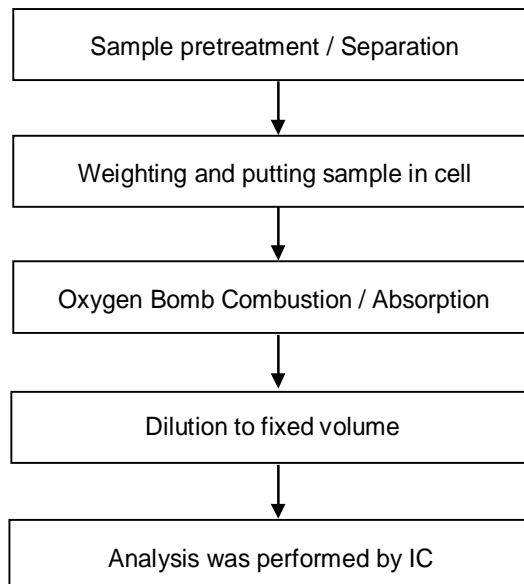 Sample pretreatment / Separation
Weighting and putting sample in cell
Oxygen Bomb Combustion / Absorption
Dilution to fixed volume
Analysis was performed by IC